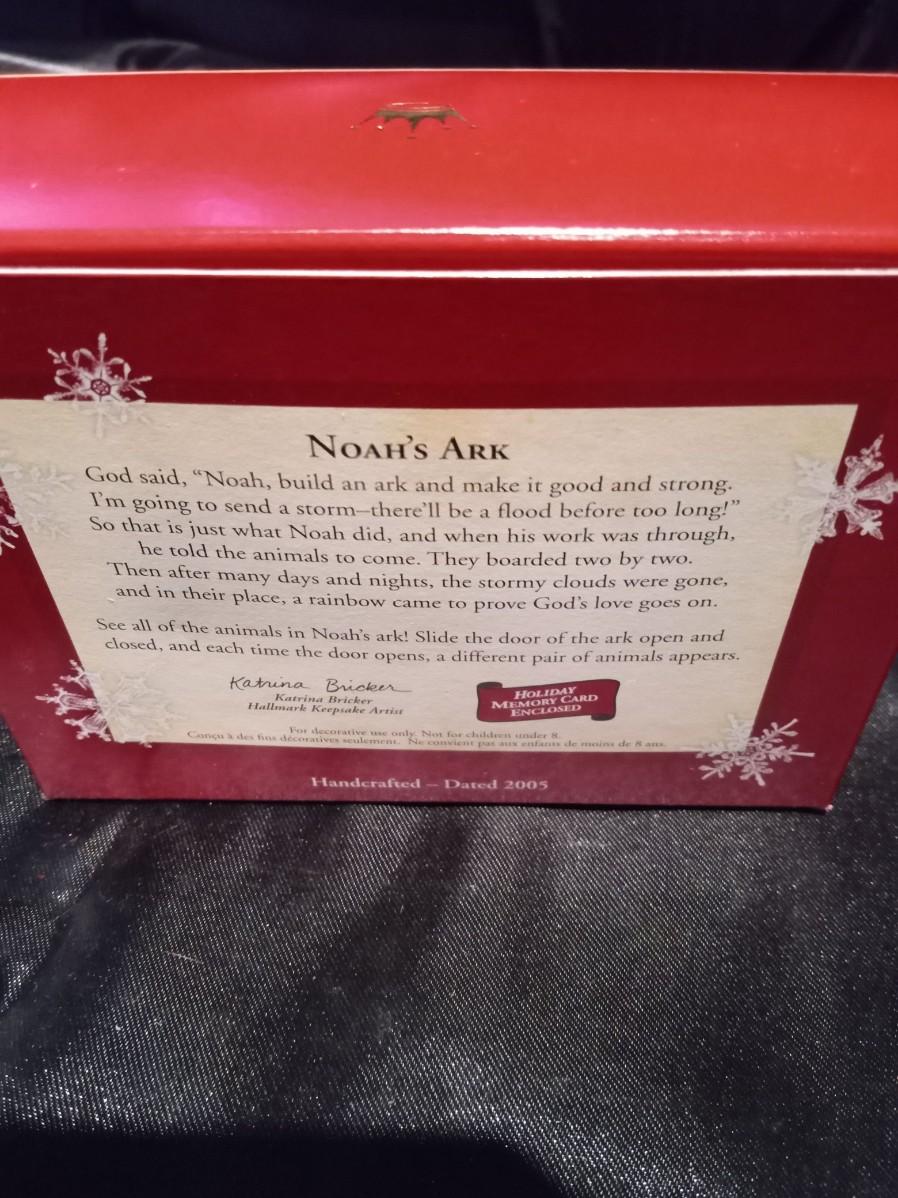 NOAH'S ARK
God said, “Noah, build an ark and make it good and strong.
I'm going to send a storm–there'll be a flood before too long!”
So that is just what Noah did, and when his work was through,
he told the animals to come. They boarded two by two.
Then after many days and nights, the stormy clouds were gone,
and in their place, a rainbow came to prove God's love goes on.
See all of the animals in Noah's ark! Slide the door of the ark open and
closed, and each time the door opens, a different pair of animals appears.
Katrina Bricker
Katrina Bricker
Hallmark Keepsake Artist
HOLIDAY
MEMORY CARD
ENCLOSED
For decorative use only. Not for children under 8.
Conçu à des fins décoratives seulement. Ne convient pas aux enfants de moins de 8 ans.
Handcrafted – Dated 2005